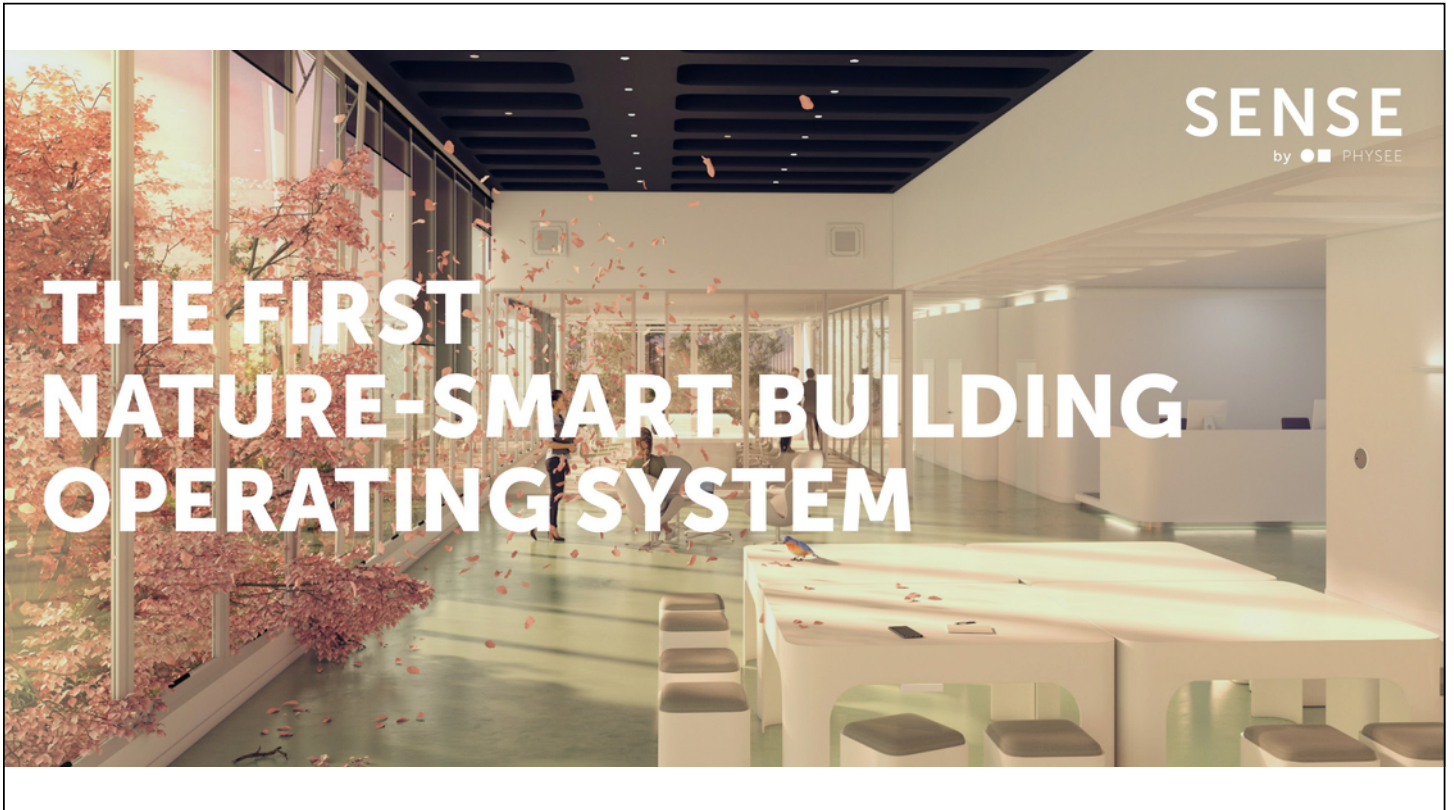 SENSE
by PHYSEE
THE FIRST
NATURE-SMART BUILDING
OPERATING SYSTEM